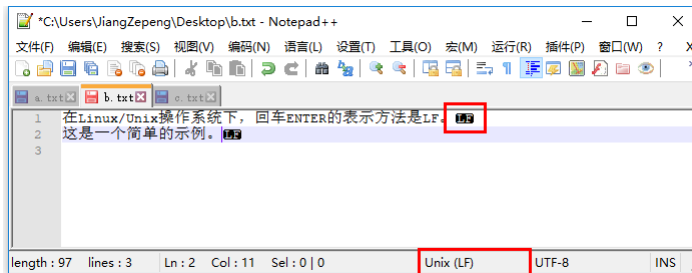 *C:\Users\JiangZepeng\Desktop\b.txt - Notepad++
文件(F) 编辑(E) 搜索(S) 视图(V) 编码(N) 语言(L) 设置(T) 工具(O) 宏(M) 运行(R) 插件(P) 窗口(W) ? X
a.txt b.txt c.txt
1 在Linux/Unix操作系统下，回车ENTER的表示方法是LF。LF
2 这是一个简单的示例。LF
3
length : 97 lines : 3 Ln : 2 Col : 11 Sel : 0 | 0 Unix (LF) UTF-8 INS